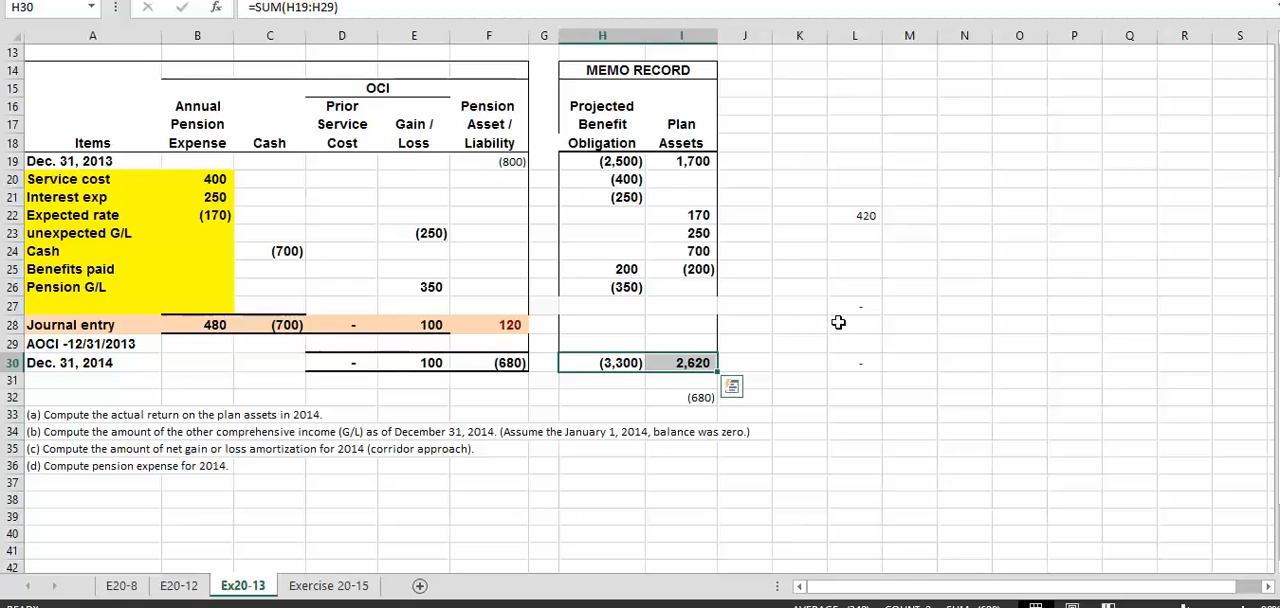 H30 fx =SUM(H19:H29)
A B C D E F G H I J K L M N O P Q R S
13
14 MEMO RECORD
15 OCI
16 Annual Prior Pension Projected
17 Pension Service Gain / Asset / Benefit Plan
18 Items Expense Cash Cost Loss Liability Obligation Assets
19 Dec. 31, 2013 (800) (2,500) 1,700
20 Service cost 400 (400)
21 Interest exp 250 (250)
22 Expected rate (170) 170 420
23 unexpected G/L (250) 250
24 Cash (700) 700
25 Benefits paid 200 (200)
26 Pension G/L 350 (350)
27 -
28 Journal entry 480 (700) - 100 120
29 AOCI -12/31/2013
30 Dec. 31, 2014 - 100 (680) (3,300) 2,620 -
31
32 (680)
33 (a) Compute the actual return on the plan assets in 2014.
34 (b) Compute the amount of the other comprehensive income (G/L) as of December 31, 2014. (Assume the January 1, 2014, balance was zero.)
35 (c) Compute the amount of net gain or loss amortization for 2014 (corridor approach).
36 (d) Compute pension expense for 2014.
37
38
39
40
41
42
E20-8 E20-12 Ex20-13 Exercise 20-15